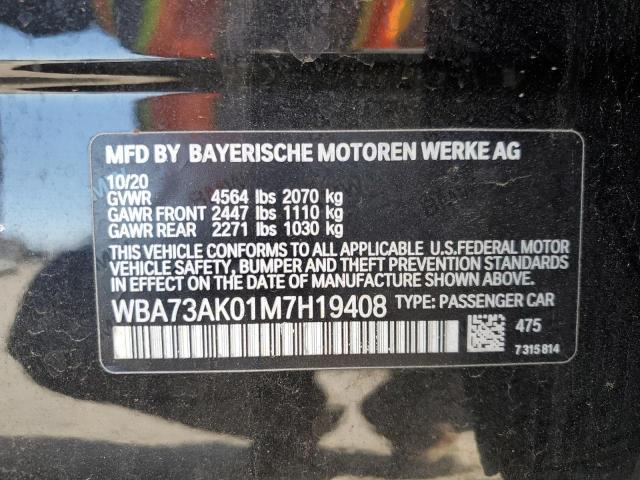 MFD BY BAYERISCHE MOTOREN WERKE AG
10/20
GVWR 4564 lbs 2070 kg
GAWR FRONT 2447 lbs 1110 kg
GAWR REAR 2271 lbs 1030 kg
THIS VEHICLE CONFORMS TO ALL APPLICABLE U.S.FEDERAL MOTOR
VEHICLE SAFETY, BUMPER AND THEFT PREVENTION STANDARDS
IN EFFECT ON THE DATE OF MANUFACTURE SHOWN ABOVE.
WBA73AK01M7H19408 TYPE: PASSENGER CAR
475
7315814